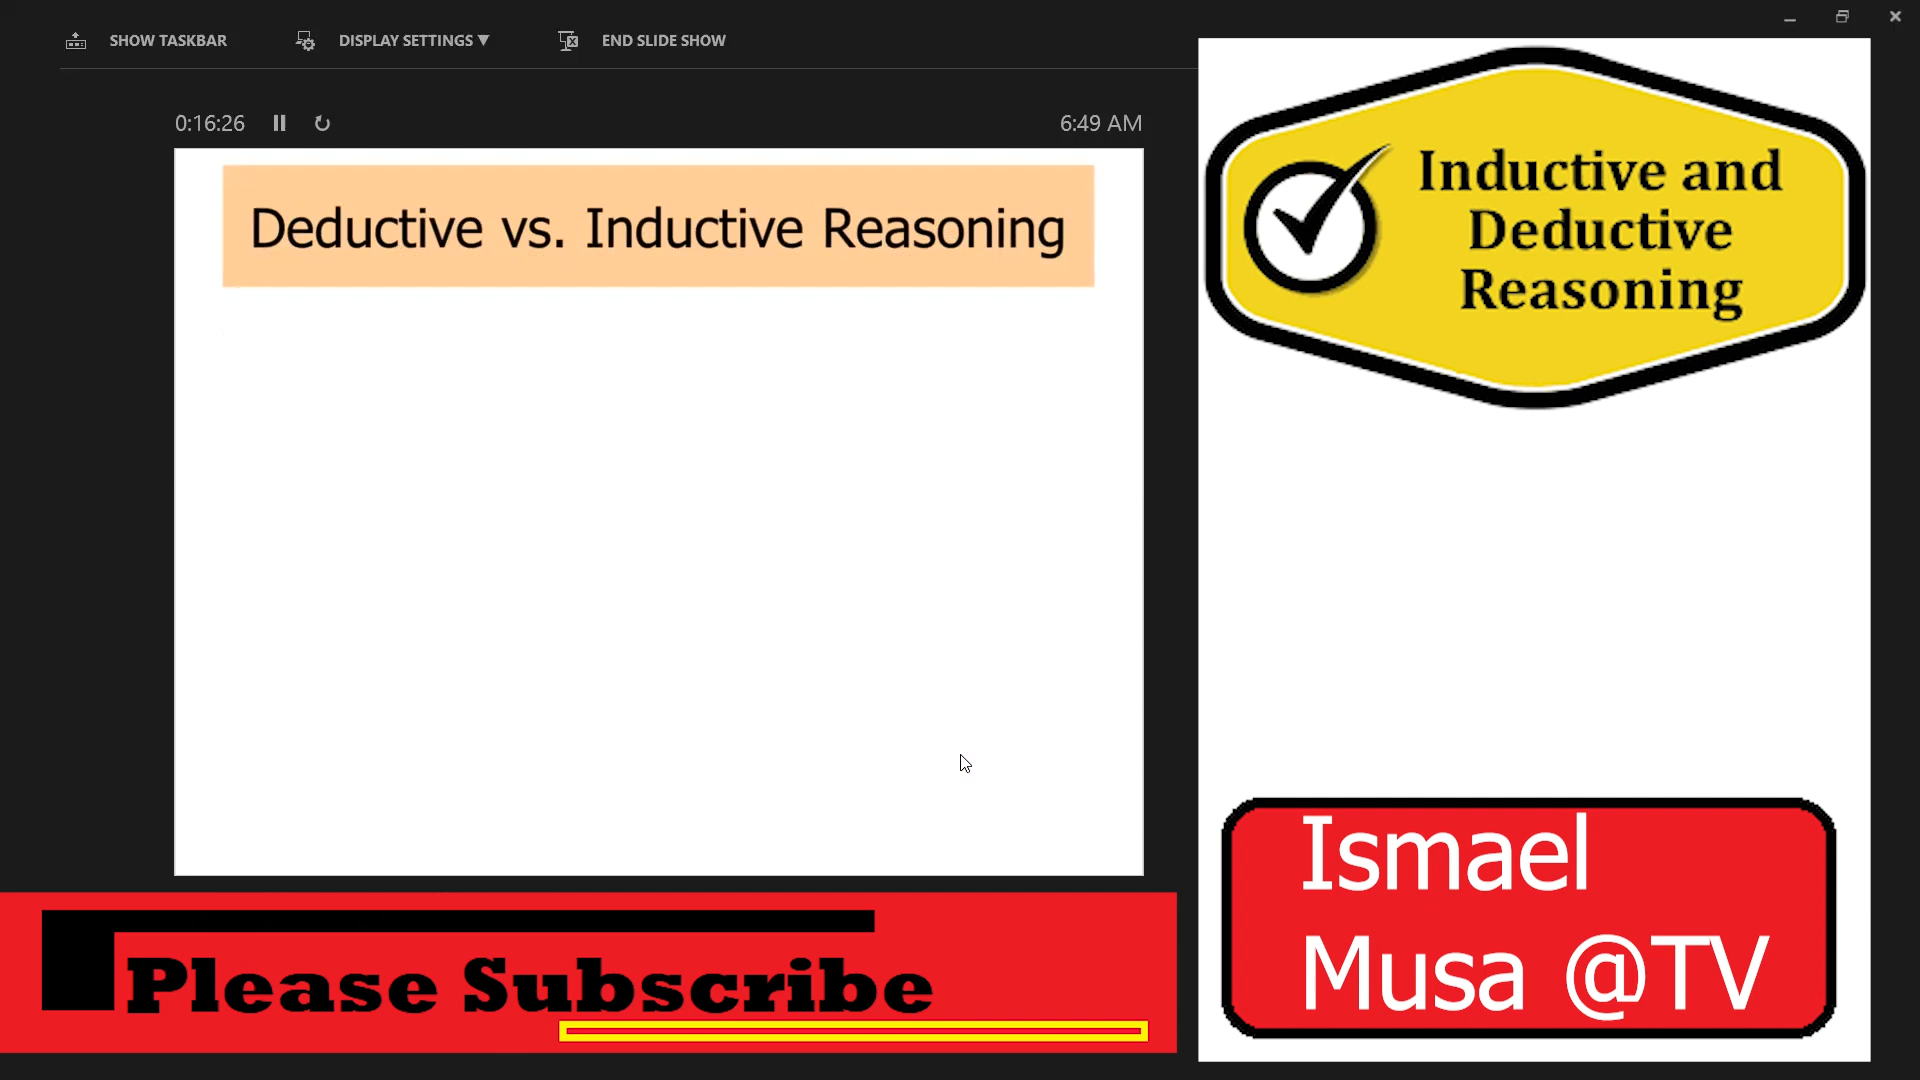 SHOW TASKBAR DISPLAY SETTINGS ▼ END SLIDE SHOW
0:16:26 6:49 AM
Deductive vs. Inductive Reasoning
Inductive and
Deductive
Reasoning
Please Subscribe
Ismael
Musa @TV